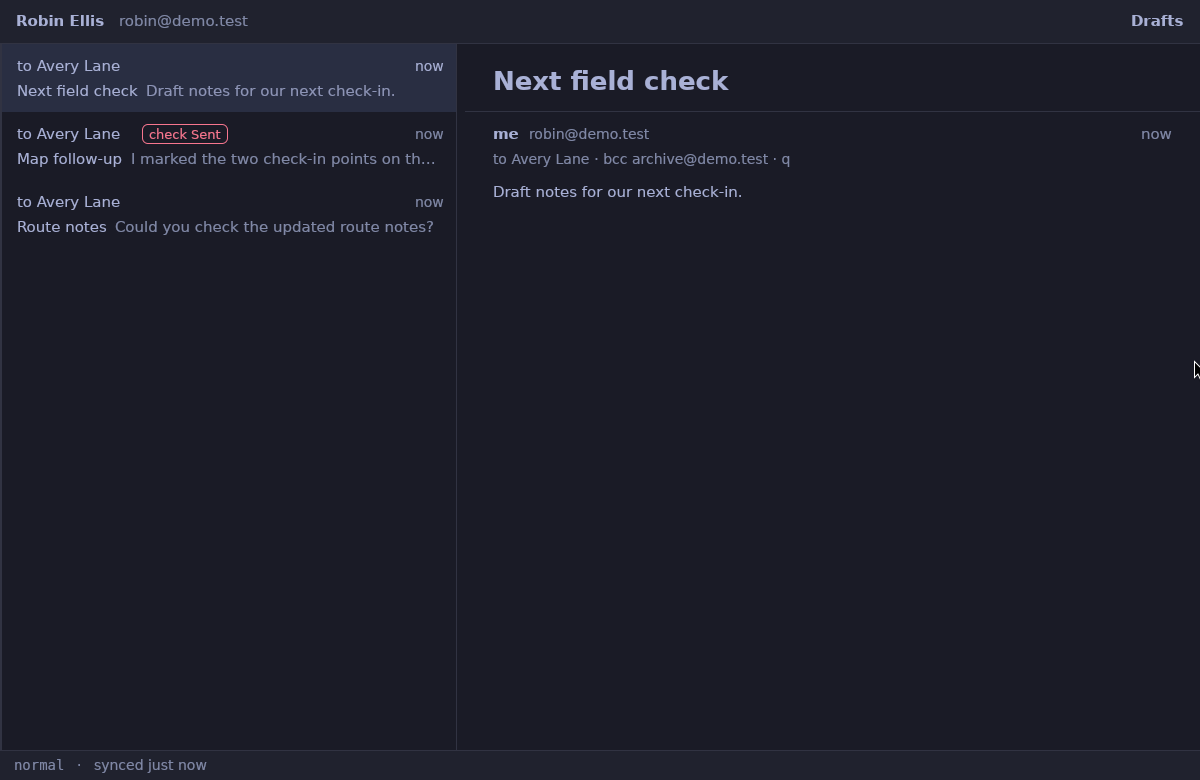 Robin Ellis robin@demo.test Drafts
to Avery Lane now
Next field check Draft notes for our next check-in.
to Avery Lane check Sent now
Map follow-up I marked the two check-in points on th…
to Avery Lane now
Route notes Could you check the updated route notes?
Next field check
me robin@demo.test now
to Avery Lane · bcc archive@demo.test · q
Draft notes for our next check-in.
normal · synced just now